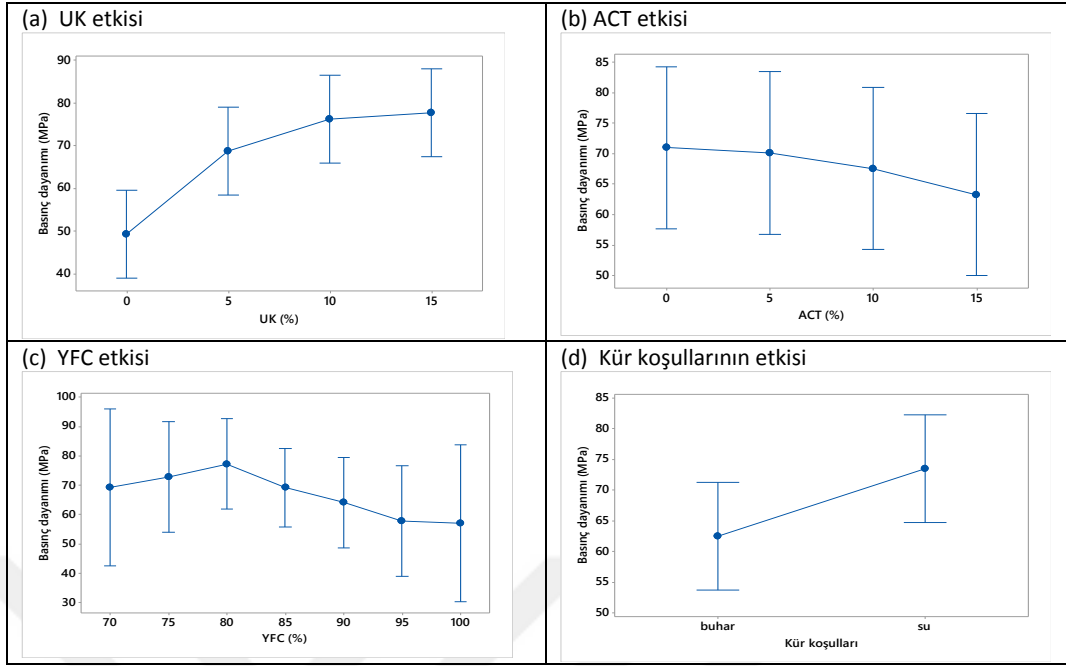 (a) UK etkisi
Basınç dayanımı (MPa)
90
80
70
60
50
40
0 5 10 15
UK (%)
(b) ACT etkisi
Basınç dayanımı (MPa)
85
80
75
70
65
60
55
50
0 5 10 15
ACT (%)
(c) YFC etkisi
Basınç dayanımı (MPa)
100
90
80
70
60
50
40
30
70 75 80 85 90 95 100
YFC (%)
(d) Kür koşullarının etkisi
Basınç dayanımı (MPa)
85
80
75
70
65
60
55
50
buhar su
Kür koşulları